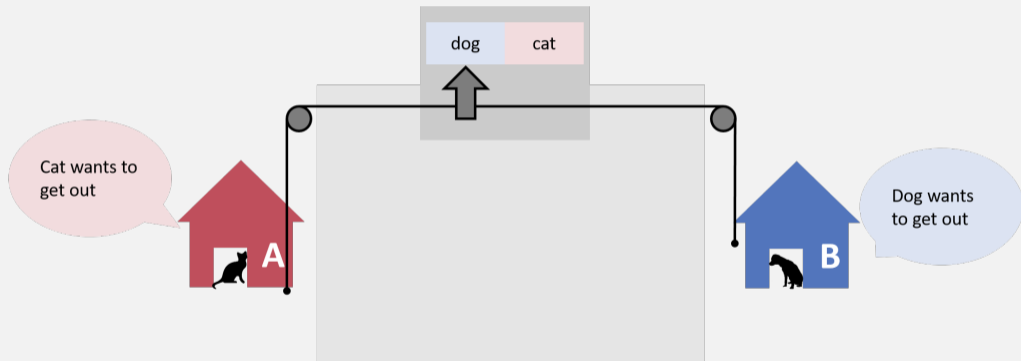 dog cat
Cat wants to
get out
A
B
Dog wants
to get out